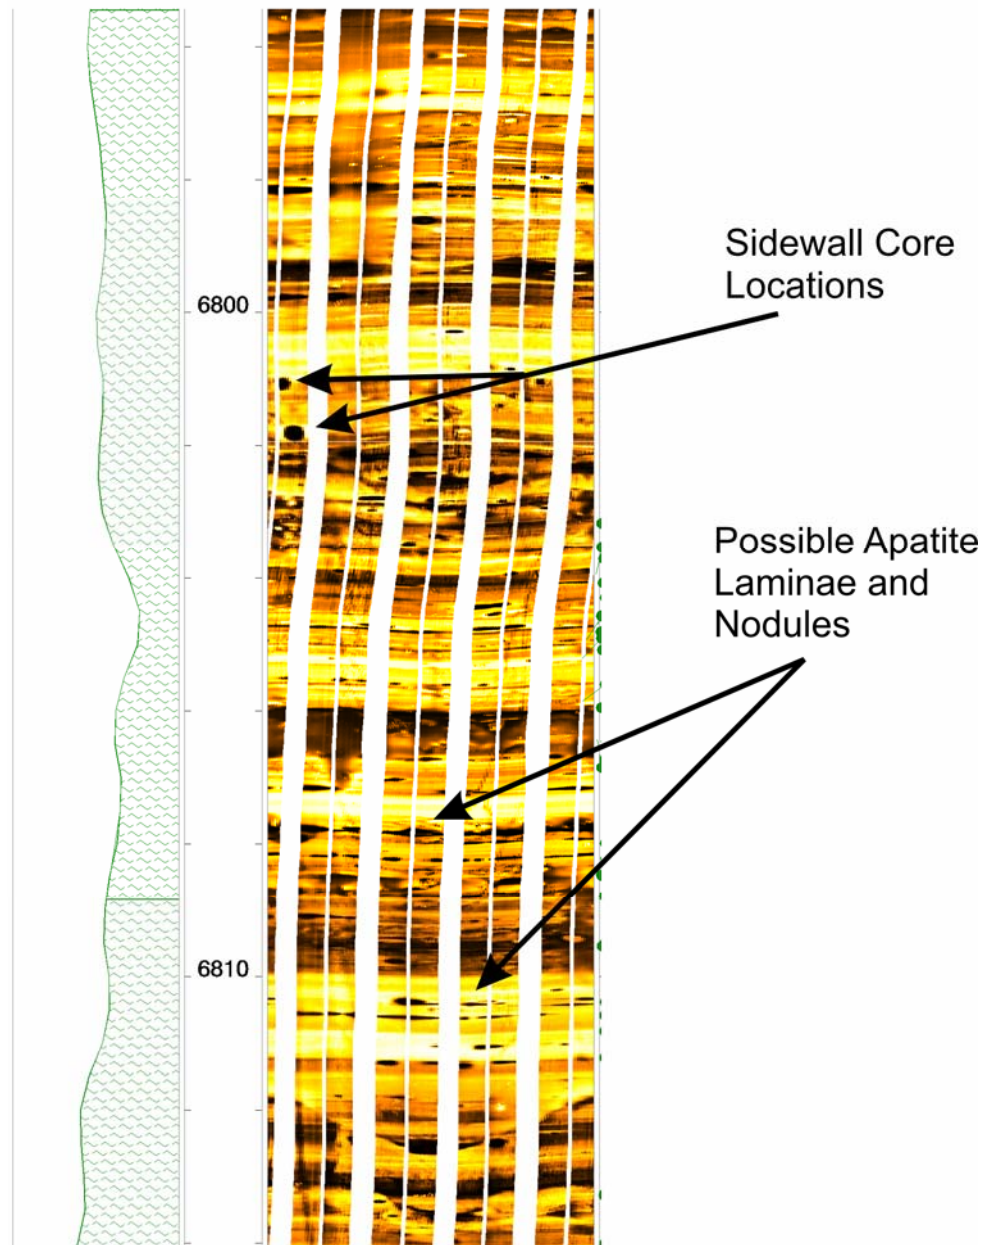 Sidewall Core
Locations
6800
Possible Apatite
Laminae and
Nodules
6810